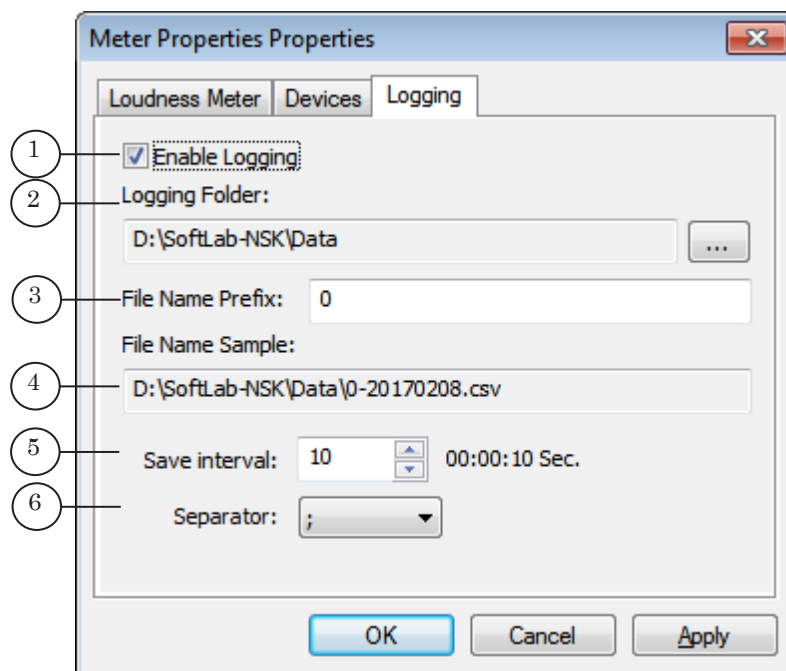 Meter Properties Properties
Loudness Meter Devices Logging
1 Enable Logging
2 Logging Folder:
D:\SoftLab-NSK\Data ...
3 File Name Prefix: 0
File Name Sample:
4 D:\SoftLab-NSK\Data\0-20170208.csv
5 Save interval: 10 00:00:10 Sec.
6 Separator: ;
OK Cancel Apply